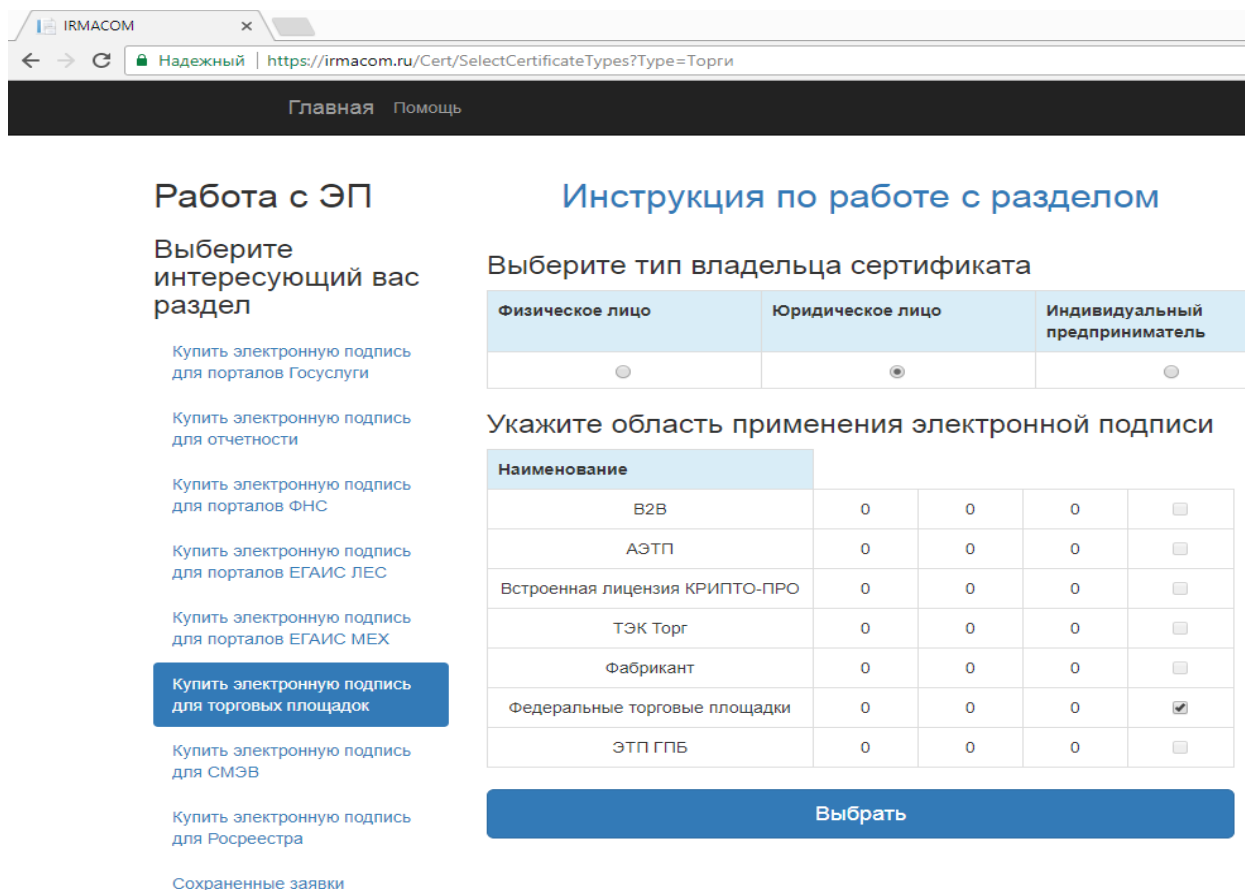 IRMACOM
Надежный | https://irmacom.ru/Cert/SelectCertificateTypes?Type=Торги
Главная Помощь
Работа с ЭП
Выберите
интересующий вас
раздел
Купить электронную подпись
для порталов Госуслуги
Купить электронную подпись
для отчетности
Купить электронную подпись
для порталов ФНС
Купить электронную подпись
для порталов ЕГАИС ЛЕС
Купить электронную подпись
для порталов ЕГАИС МЕХ
Купить электронную подпись
для торговых площадок
Купить электронную подпись
для СМЭВ
Купить электронную подпись
для Росреестра
Сохраненные заявки
Инструкция по работе с разделом
Выберите тип владельца сертификата
Физическое лицо Юридическое лицо Индивидуальный
предприниматель
Укажите область применения электронной подписи
Наименование
B2B 0 0 0
АЭТП 0 0 0
Встроенная лицензия КРИПТО-ПРО 0 0 0
ТЭК Торг 0 0 0
Фабрикант 0 0 0
Федеральные торговые площадки 0 0 0
ЭТП ГПБ 0 0 0
Выбрать